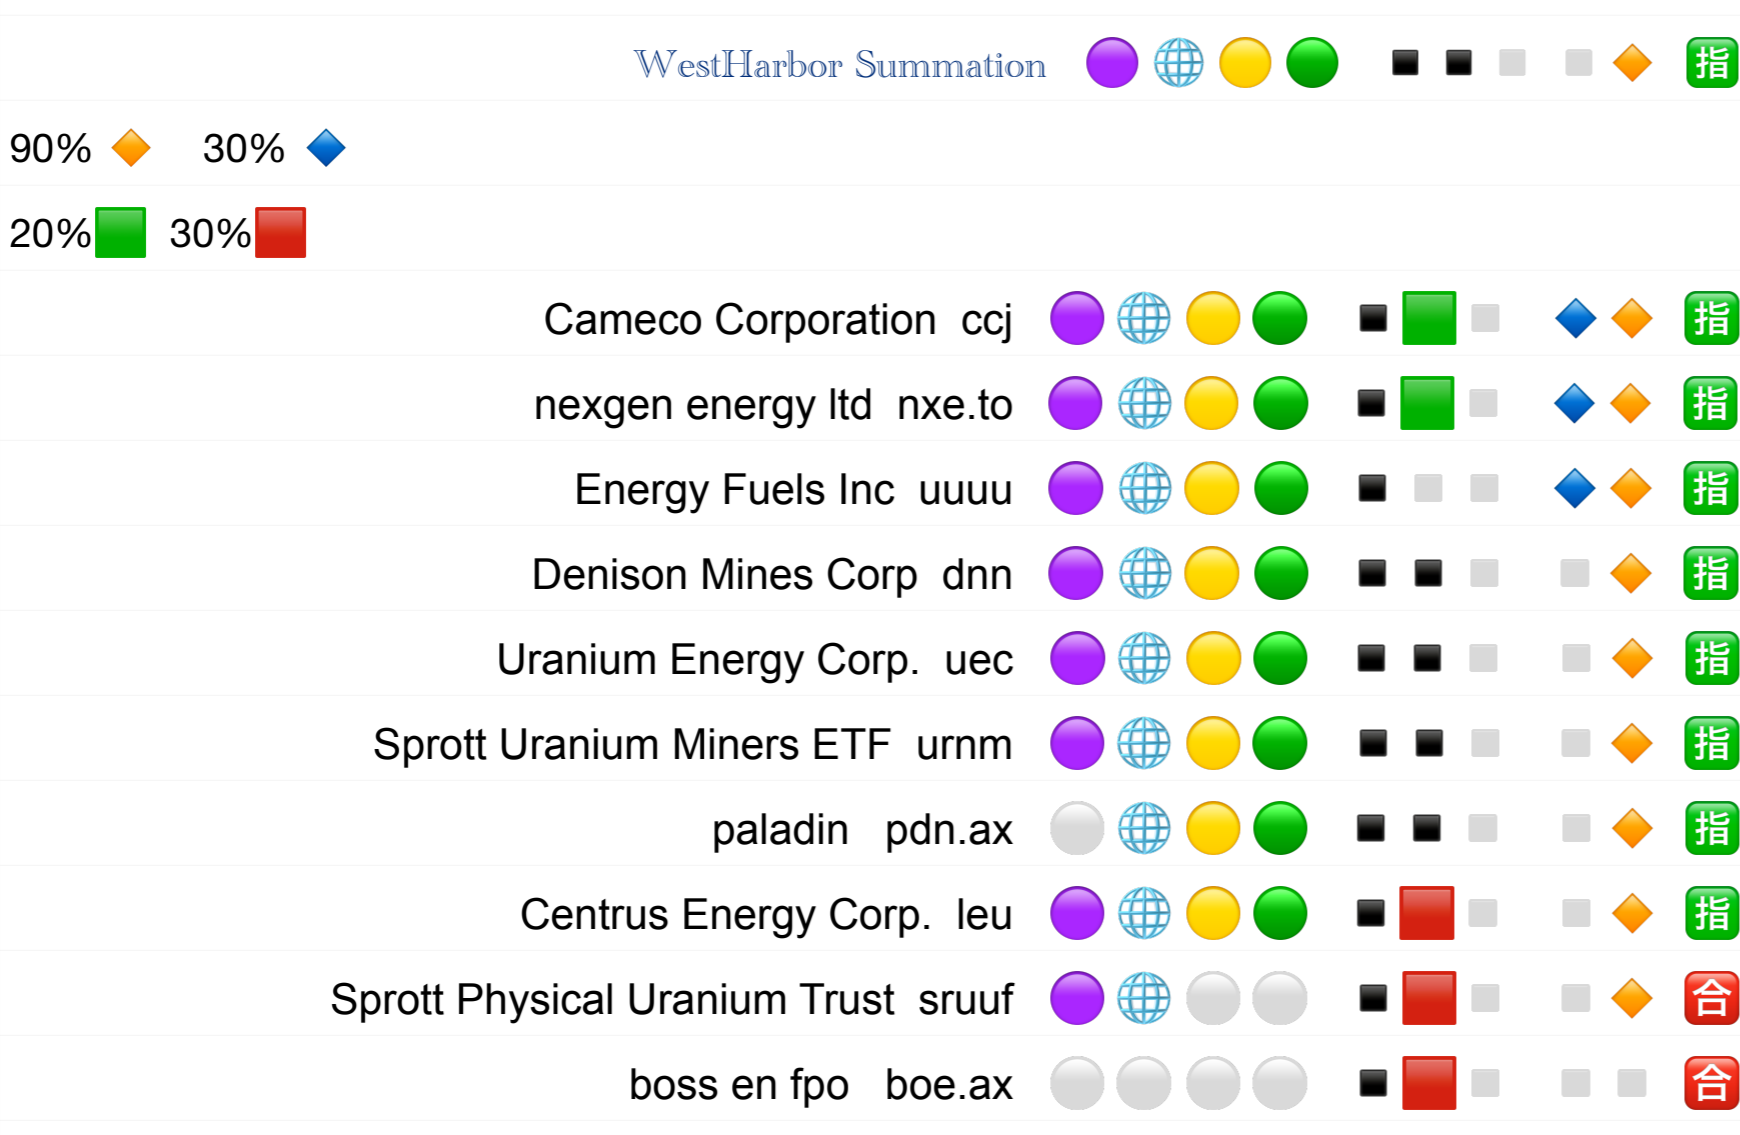 WestHarbor Summation 指
90% 30%
20% 30%
Cameco Corporation ccj 指
nexgen energy ltd nxe.to 指
Energy Fuels Inc uuuu 指
Denison Mines Corp dnn 指
Uranium Energy Corp. uec 指
Sprott Uranium Miners ETF urnm 指
paladin pdn.ax 指
Centrus Energy Corp. leu 指
Sprott Physical Uranium Trust sruuf 合
boss en fpo boe.ax 合